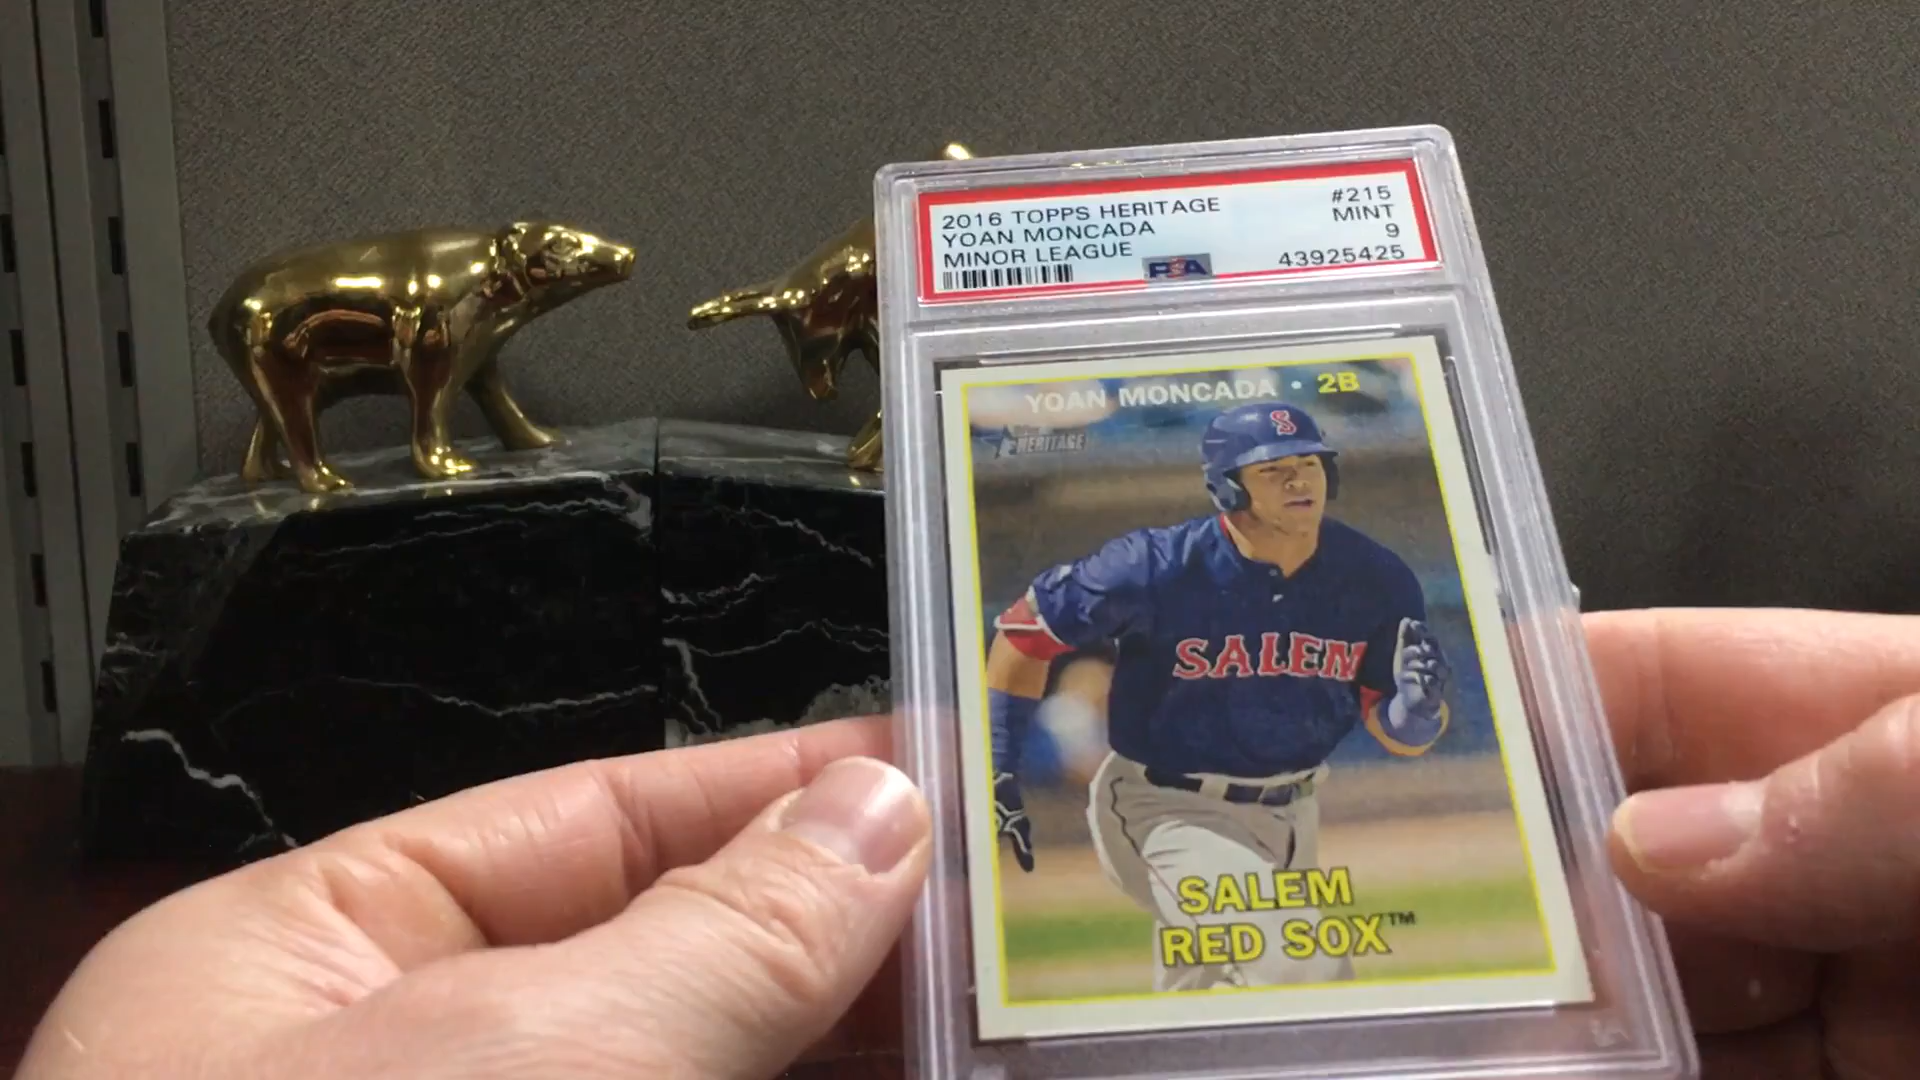 2016 TOPPS HERITAGE #215
YOAN MONCADA MINT
MINOR LEAGUE 9
PSA 43925425
YOAN MONCADA • 2B
HERITAGE
S
SALEM
SALEM
RED SOX™